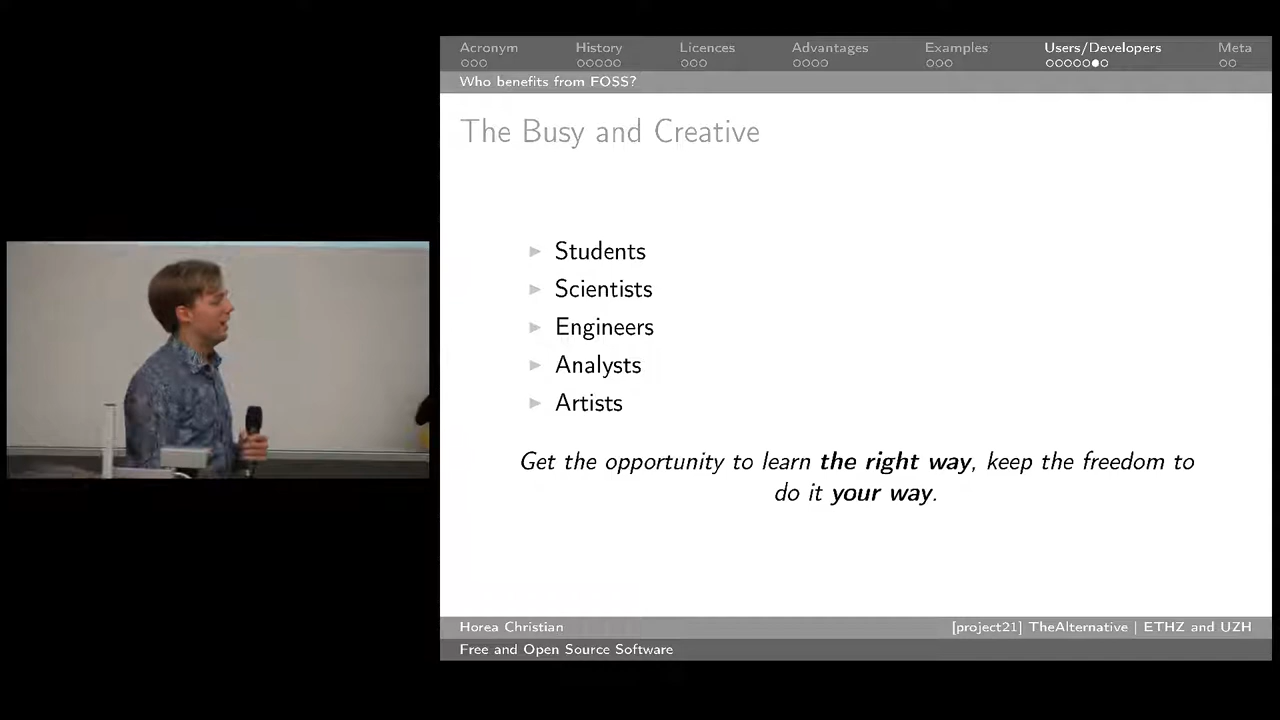 Acronym History Licences Advantages Examples Users/Developers Meta
Who benefits from FOSS?
The Busy and Creative
Students
Scientists
Engineers
Analysts
Artists
Get the opportunity to learn the right way, keep the freedom to
do it your way.
Horea Christian [project21] TheAlternative | ETHZ and UZH
Free and Open Source Software